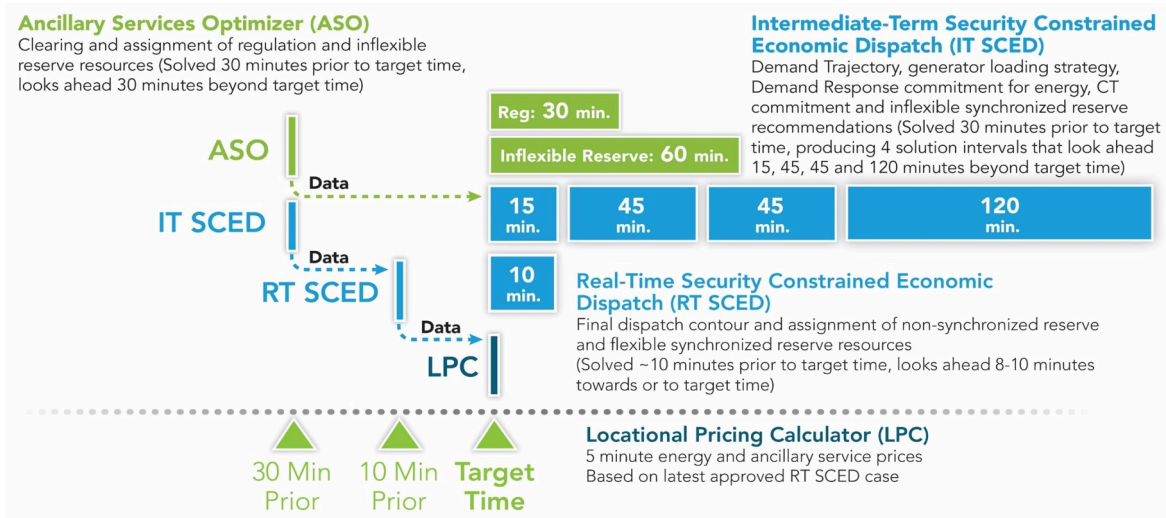 Ancillary Services Optimizer (ASO)
Clearing and assignment of regulation and inflexible
reserve resources (Solved 30 minutes prior to target time,
looks ahead 30 minutes beyond target time)
Intermediate-Term Security Constrained
Economic Dispatch (IT SCED)
Demand Trajectory, generator loading strategy,
Demand Response commitment for energy, CT
commitment and inflexible synchronized reserve
recommendations (Solved 30 minutes prior to target
time, producing 4 solution intervals that look ahead
15, 45, 45 and 120 minutes beyond target time)
Reg: 30 min.
ASO
Inflexible Reserve: 60 min.
Data
IT SCED
15
min.
45
min.
45
min.
120
min.
Data
RT SCED
10
min.
Real-Time Security Constrained Economic
Dispatch (RT SCED)
Final dispatch contour and assignment of non-synchronized reserve
and flexible synchronized reserve resources
(Solved ~10 minutes prior to target time, looks ahead 8-10 minutes
towards or to target time)
Data
LPC
30 Min
Prior
10 Min
Prior
Target
Time
Locational Pricing Calculator (LPC)
5 minute energy and ancillary service prices
Based on latest approved RT SCED case